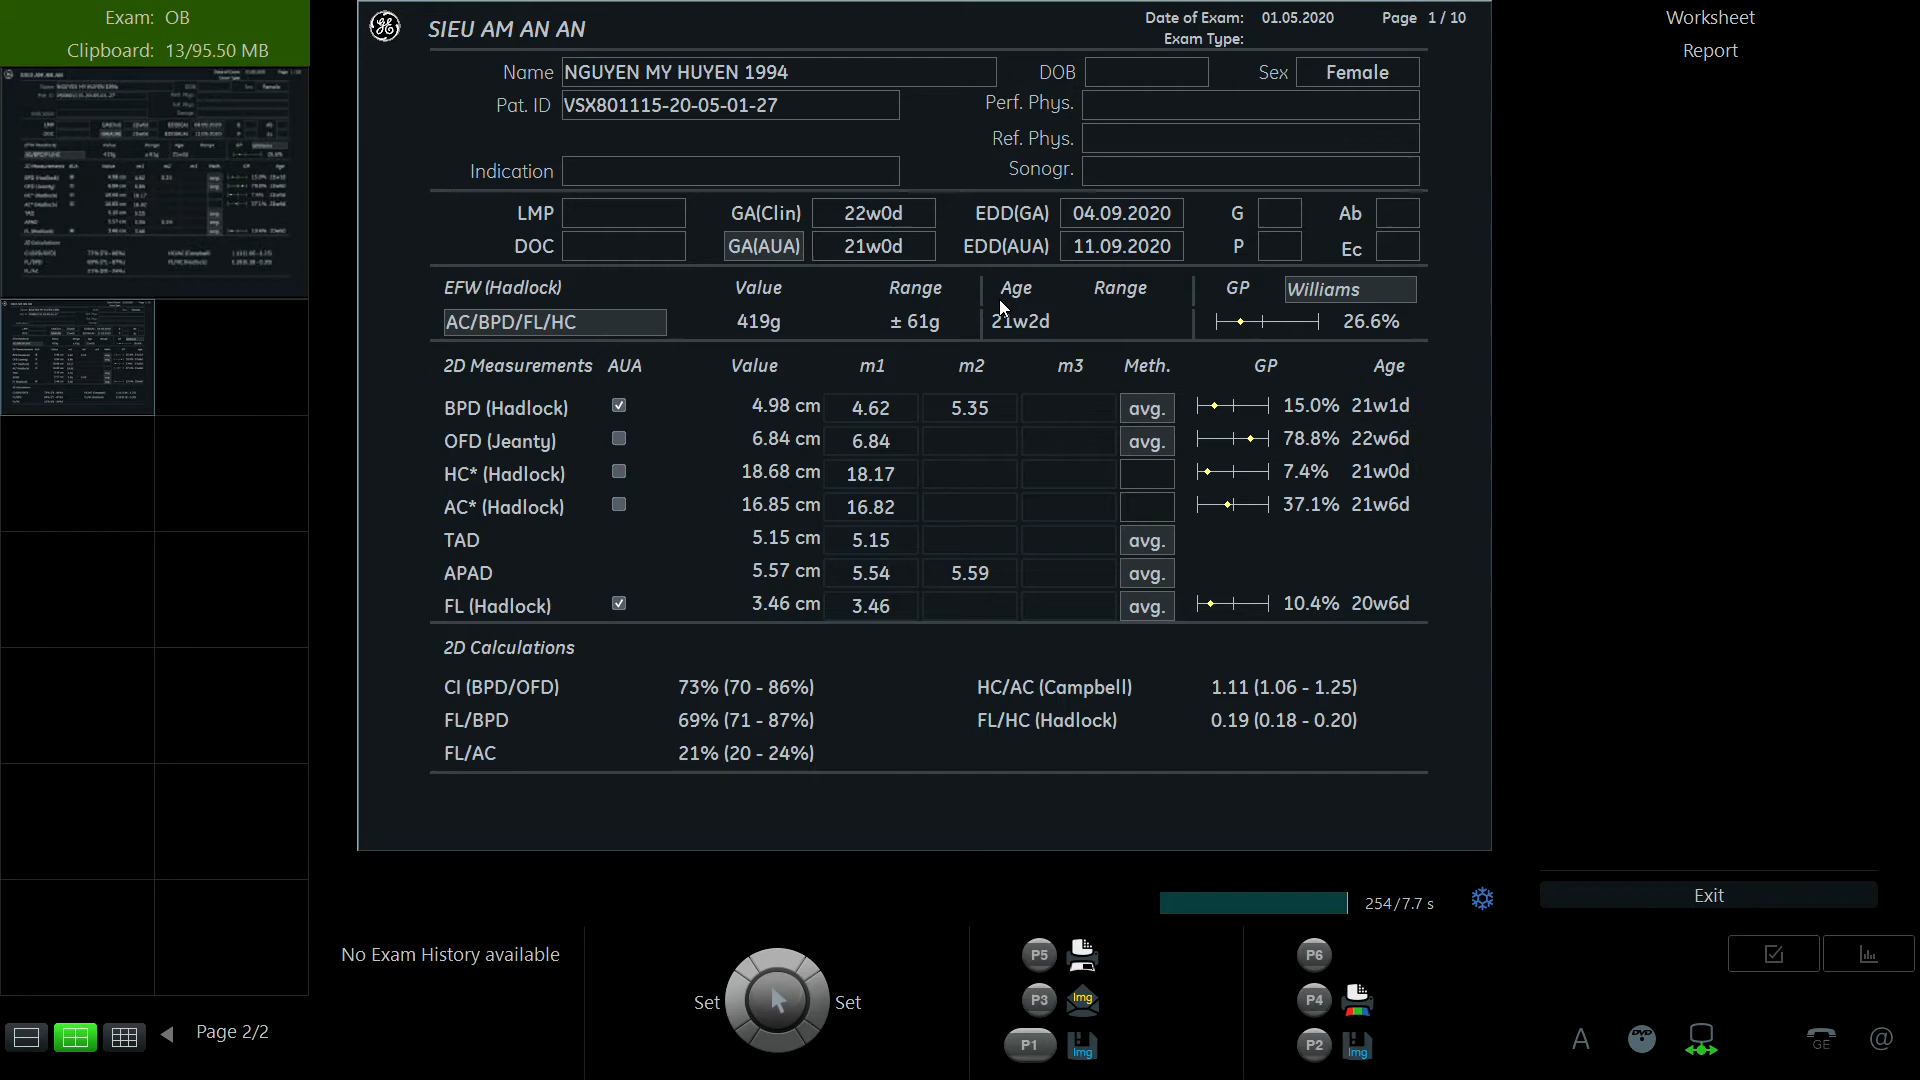 Exam: OB
Clipboard: 13/95.50 MB
SIEU AM AN AN
Date of Exam: 01.05.2020 Page 1 / 10
Exam Type:
Name NGUYEN MY HUYEN 1994 DOB Sex Female
Pat. ID VSX801115-20-05-01-27 Perf. Phys.
Ref. Phys.
Indication Sonogr.
LMP GA(Clin) 22w0d EDD(GA) 04.09.2020 G Ab
DOC GA(AUA) 21w0d EDD(AUA) 11.09.2020 P Ec
EFW (Hadlock) Value Range Age Range GP Williams
AC/BPD/FL/HC 419g ± 61g 21w2d 26.6%
2D Measurements AUA Value m1 m2 m3 Meth. GP Age
BPD (Hadlock) 4.98 cm 4.62 5.35 avg. 15.0% 21w1d
OFD (Jeanty) 6.84 cm 6.84 avg. 78.8% 22w6d
HC* (Hadlock) 18.68 cm 18.17 7.4% 21w0d
AC* (Hadlock) 16.85 cm 16.82 37.1% 21w6d
TAD 5.15 cm 5.15 avg.
APAD 5.57 cm 5.54 5.59 avg.
FL (Hadlock) 3.46 cm 3.46 avg. 10.4% 20w6d
2D Calculations
CI (BPD/OFD) 73% (70 - 86%) HC/AC (Campbell) 1.11 (1.06 - 1.25)
FL/BPD 69% (71 - 87%) FL/HC (Hadlock) 0.19 (0.18 - 0.20)
FL/AC 21% (20 - 24%)
Worksheet
Report
254/7.7 s
Exit
No Exam History available
Set Set
P5
P3 Img
P1 Img
P6
P4
P2 Img
Page 2/2
A DVD GE @